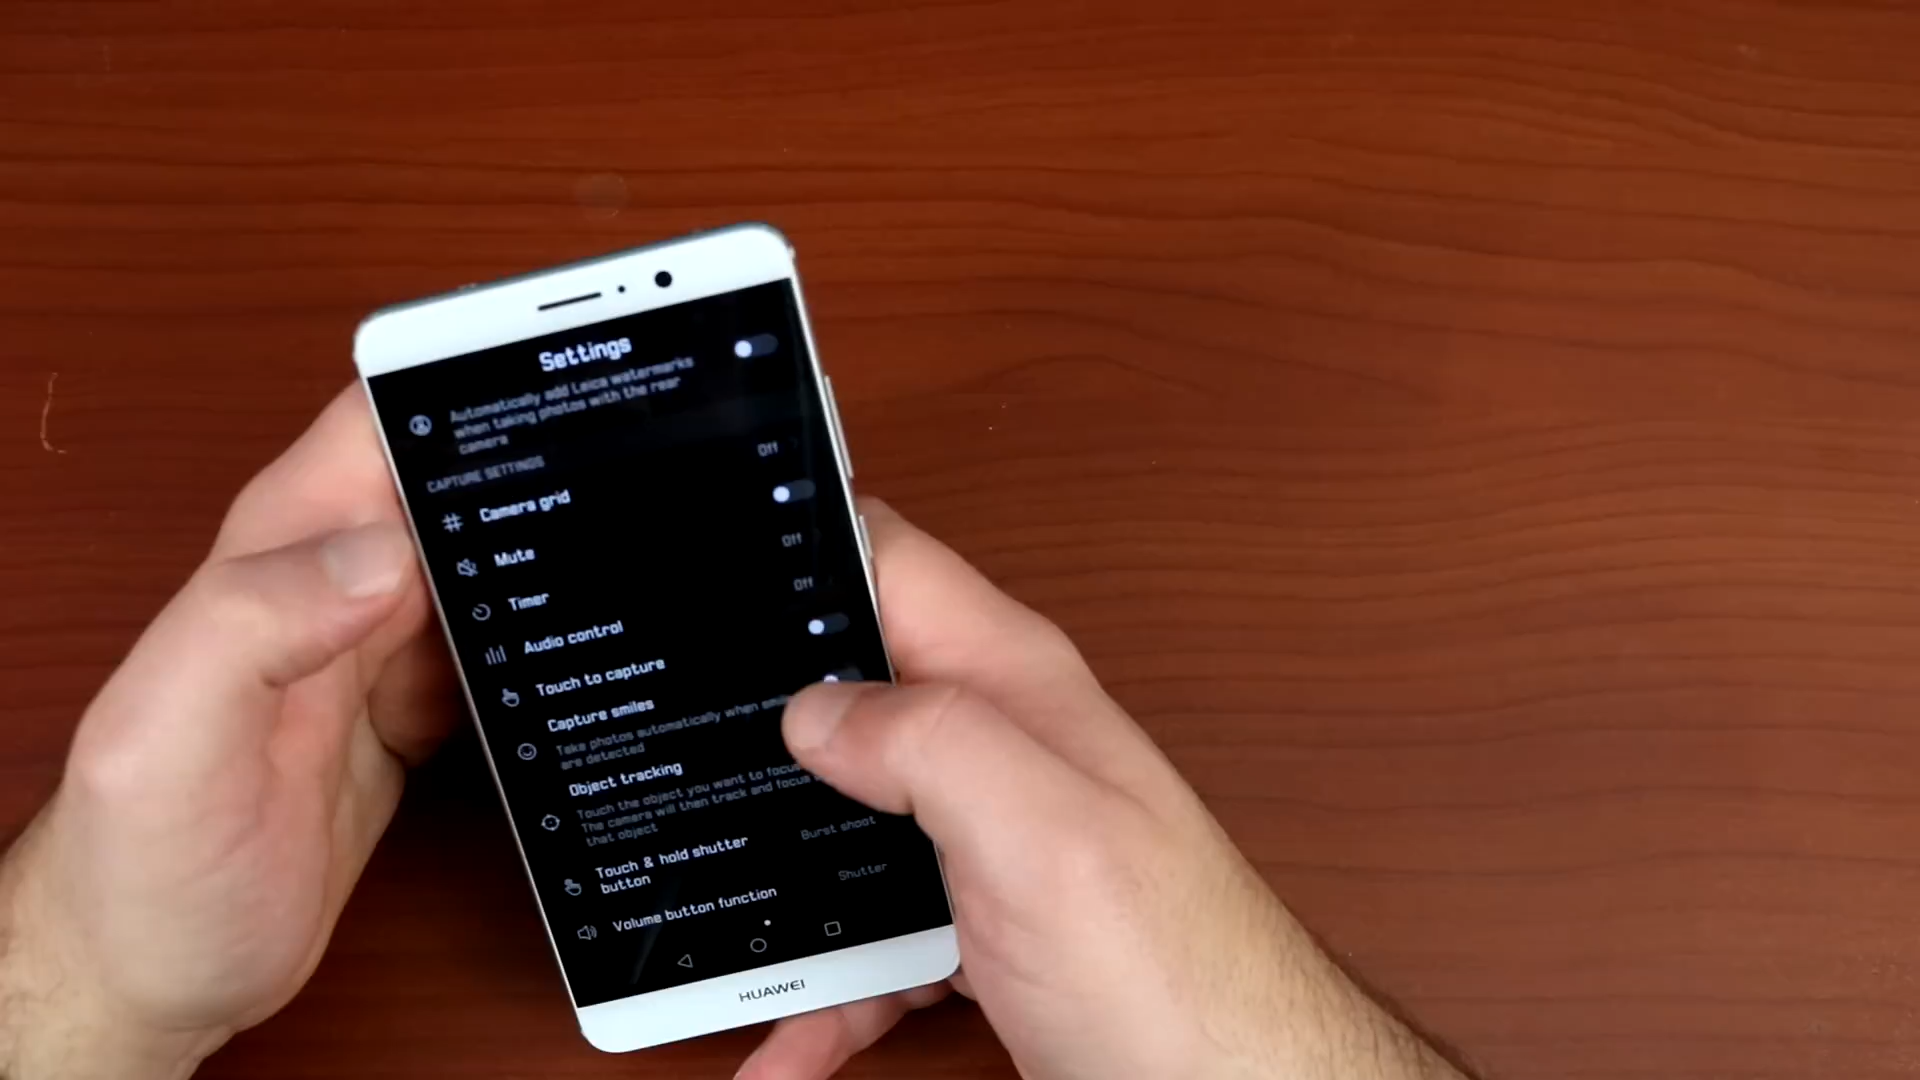 Settings
Automatically add Leica watermarks
when taking photos with the rear
camera
CAPTURE SETTINGS
Camera grid Off
Mute
Timer Off
Audio control Off
Touch to capture
Capture smiles
Take photos automatically when
are detected
Object tracking
Touch the object you want to focus
The camera will then track and focus
that object
Touch & hold shutter
button
Burst shoot
Volume button function Shutter
HUAWEI